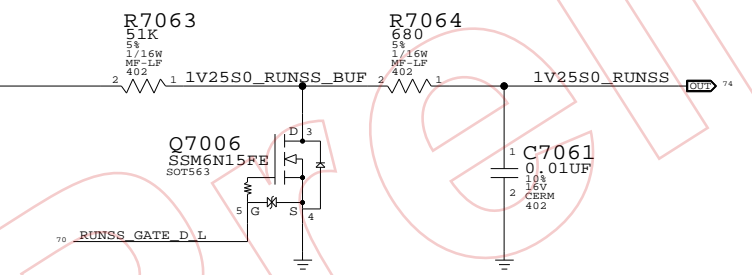 R7063
51K
5%
1/16W
MF-LF
402
2
1
1V25S0_RUNSS_BUF
R7064
680
5%
1/16W
MF-LF
402
2
1
1V25S0_RUNSS
OUT
74
Q7006
SSM6N15FE
SOT563
D
3
5
G
S
4
70
RUNSS_GATE_D_L
C7061
0.01UF
10%
16V
CERM
402
1
2